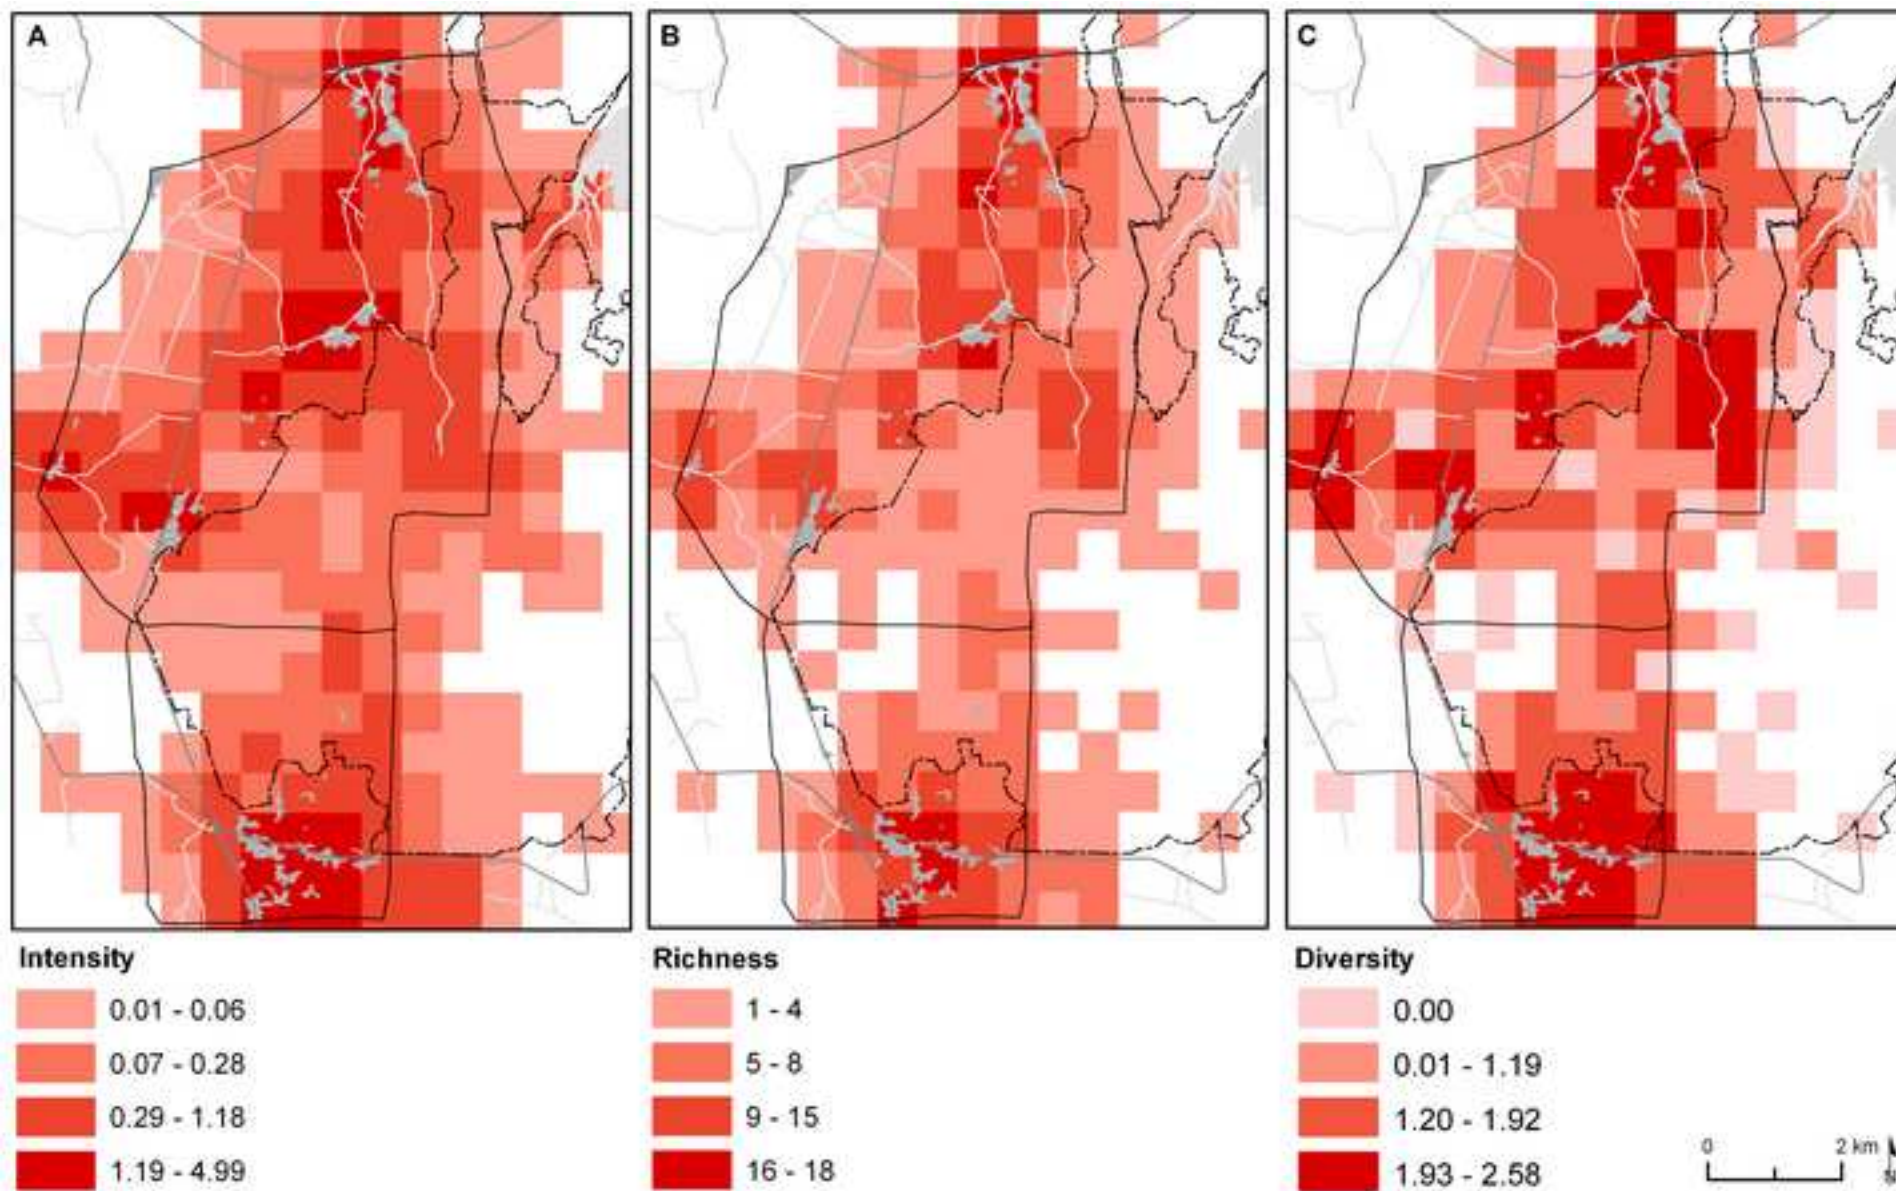 A
B
C
Intensity
0.01 - 0.06
0.07 - 0.28
0.29 - 1.18
1.19 - 4.99
Richness
1 - 4
5 - 8
9 - 15
16 - 18
Diversity
0.00
0.01 - 1.19
1.20 - 1.92
1.93 - 2.58
0 2 km